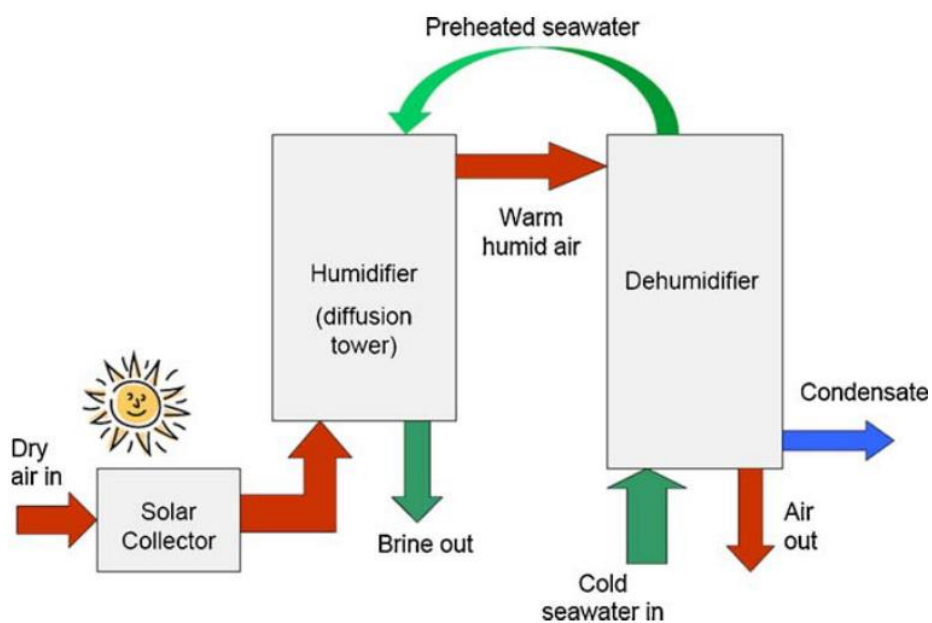 Preheated seawater
Warm
humid air
Humidifier
(diffusion
tower)
Dehumidifier
Condensate
Dry
air in
Solar
Collector
Brine out
Air
out
Cold
seawater in